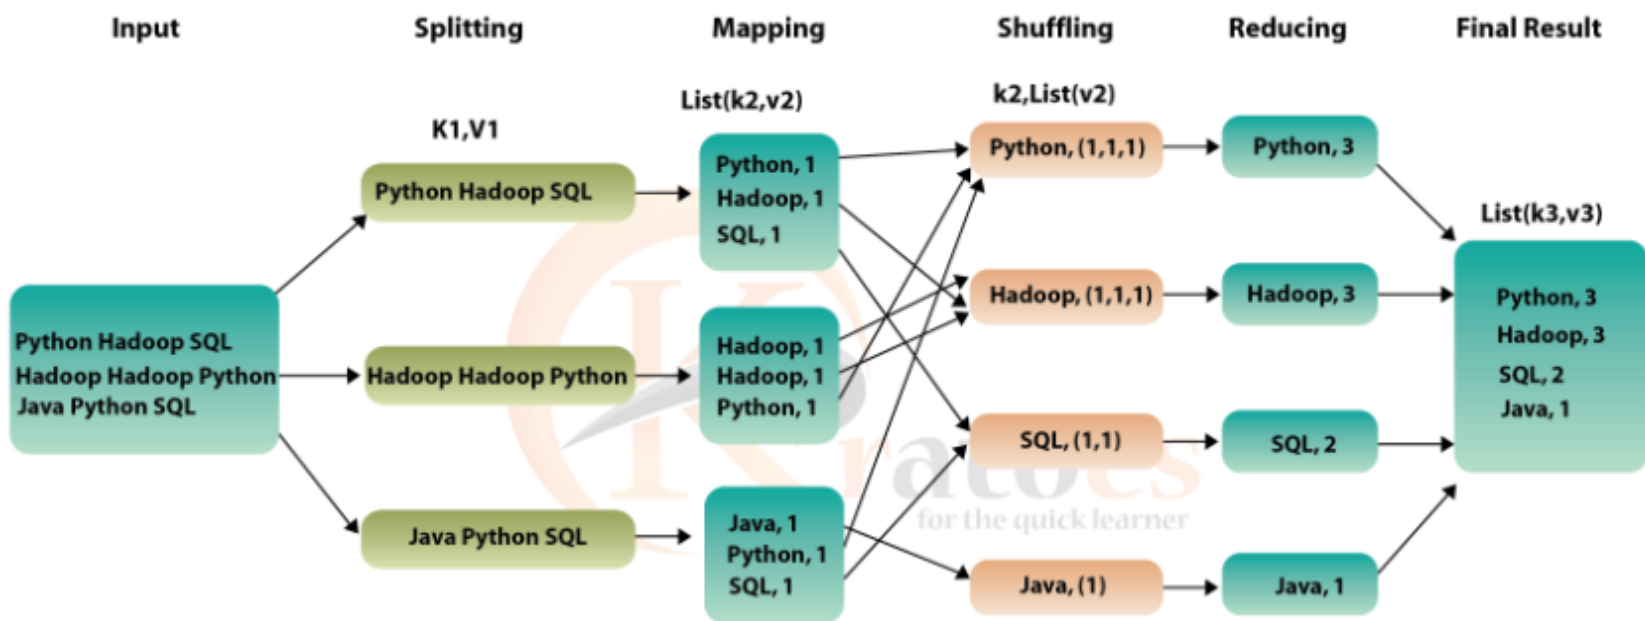 Input
Splitting
Mapping
Shuffling
Reducing
Final Result
K1,V1
List(k2,v2)
k2,List(v2)
List(k3,v3)
Python Hadoop SQL
Hadoop Hadoop Python
Java Python SQL
Python Hadoop SQL
Hadoop Hadoop Python
Java Python SQL
Python, 1
Hadoop, 1
SQL, 1
Hadoop, 1
Hadoop, 1
Python, 1
Java, 1
Python, 1
SQL, 1
Python, (1,1,1)
Hadoop, (1,1,1)
SQL, (1,1)
Java, (1)
Python, 3
Hadoop, 3
SQL, 2
Java, 1
Python, 3
Hadoop, 3
SQL, 2
Java, 1
for the quick learner